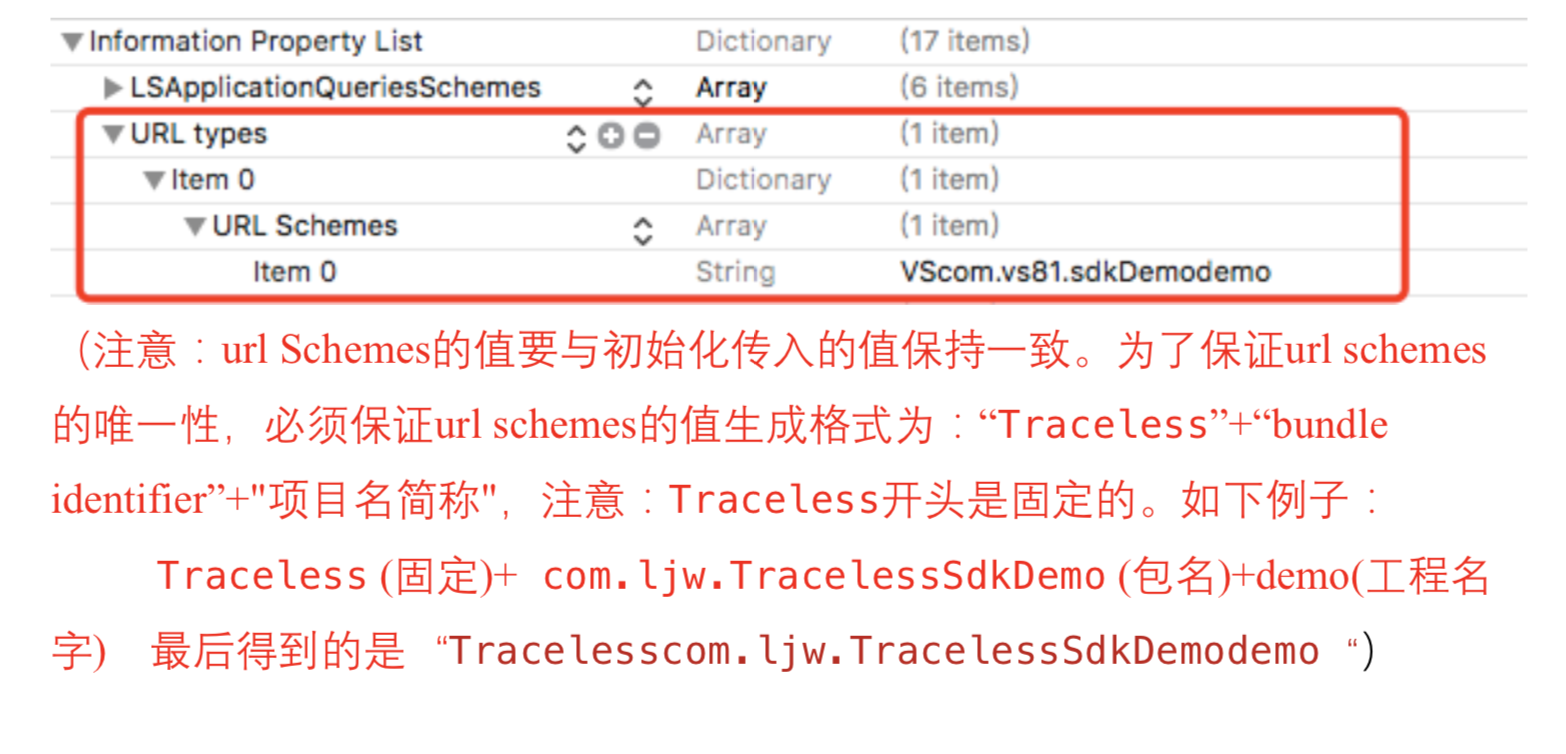 Information Property List Dictionary (17 items)
LSApplicationQueriesSchemes Array (6 items)
URL types Array (1 item)
Item 0 Dictionary (1 item)
URL Schemes Array (1 item)
Item 0 String VScom.vs81.sdkDemodemo
（注意：url Schemes的值要与初始化传入的值保持一致。为了保证url schemes
的唯一性，必须保证url schemes的值生成格式为：“Traceless”+“bundle
identifier”+"项目名简称"，注意：Traceless开头是固定的。如下例子：
Traceless (固定)+ com.ljw.TracelessSdkDemo (包名)+demo(工程名
字) 最后得到的是 “Tracelesscom.ljw.TracelessSdkDemodemo “）